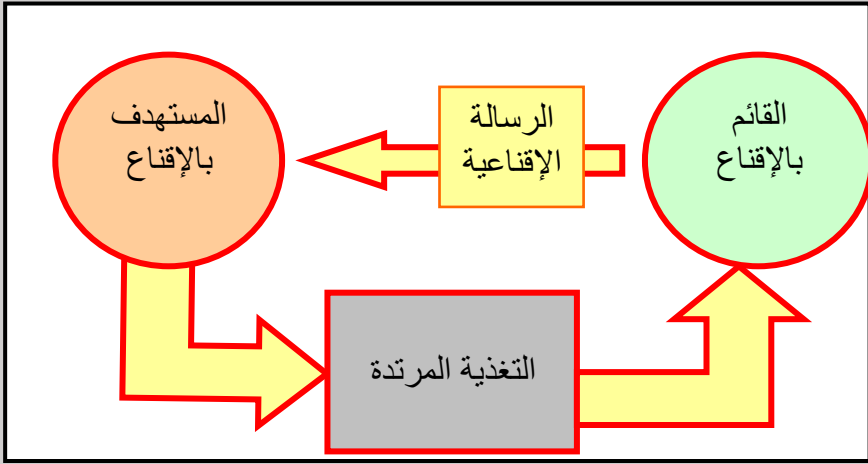 القائم
بالإقناع
الرسالة
الإقناعية
المستهدف
بالإقناع
التغذية المرتدة